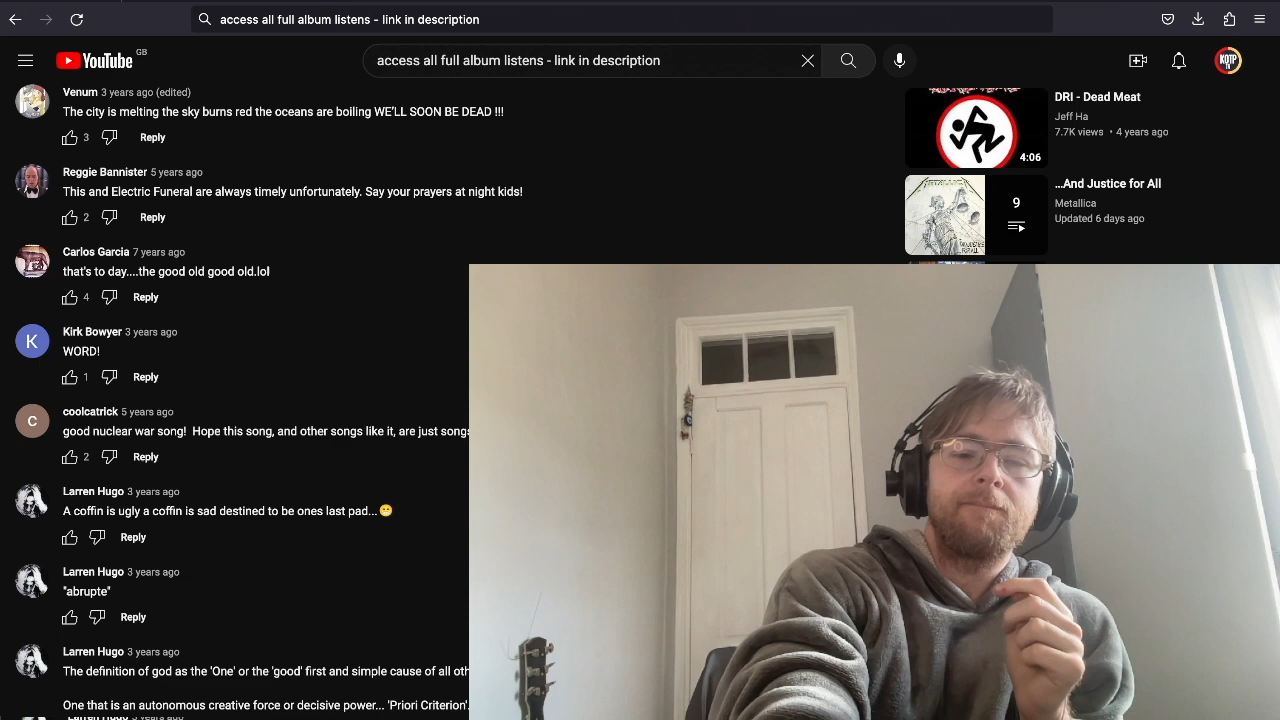 access all full album listens - link in description
YouTube GB
access all full album listens - link in description
KOTP
TV
Venum 3 years ago (edited)
The city is melting the sky burns red the oceans are boiling WE'LL SOON BE DEAD !!!
3 Reply
Reggie Bannister 5 years ago
This and Electric Funeral are always timely unfortunately. Say your prayers at night kids!
2 Reply
Carlos Garcia 7 years ago
that's to day....the good old good old.lol
4 Reply
K
Kirk Bowyer 3 years ago
WORD!
1 Reply
C
coolcatrick 5 years ago
good nuclear war song! Hope this song, and other songs like it, are just songs
2 Reply
Larren Hugo 3 years ago
A coffin is ugly a coffin is sad destined to be ones last pad...😁
Reply
Larren Hugo 3 years ago
"abrupte"
Reply
Larren Hugo 3 years ago
The definition of god as the 'One' or the 'good' first and simple cause of all oth
One that is an autonomous creative force or decisive power... 'Priori Criterion'.
Larren Hugo 3 years ago
4:06
DRI - Dead Meat
Jeff Ha
7.7K views • 4 years ago
9
...And Justice for All
Metallica
Updated 6 days ago